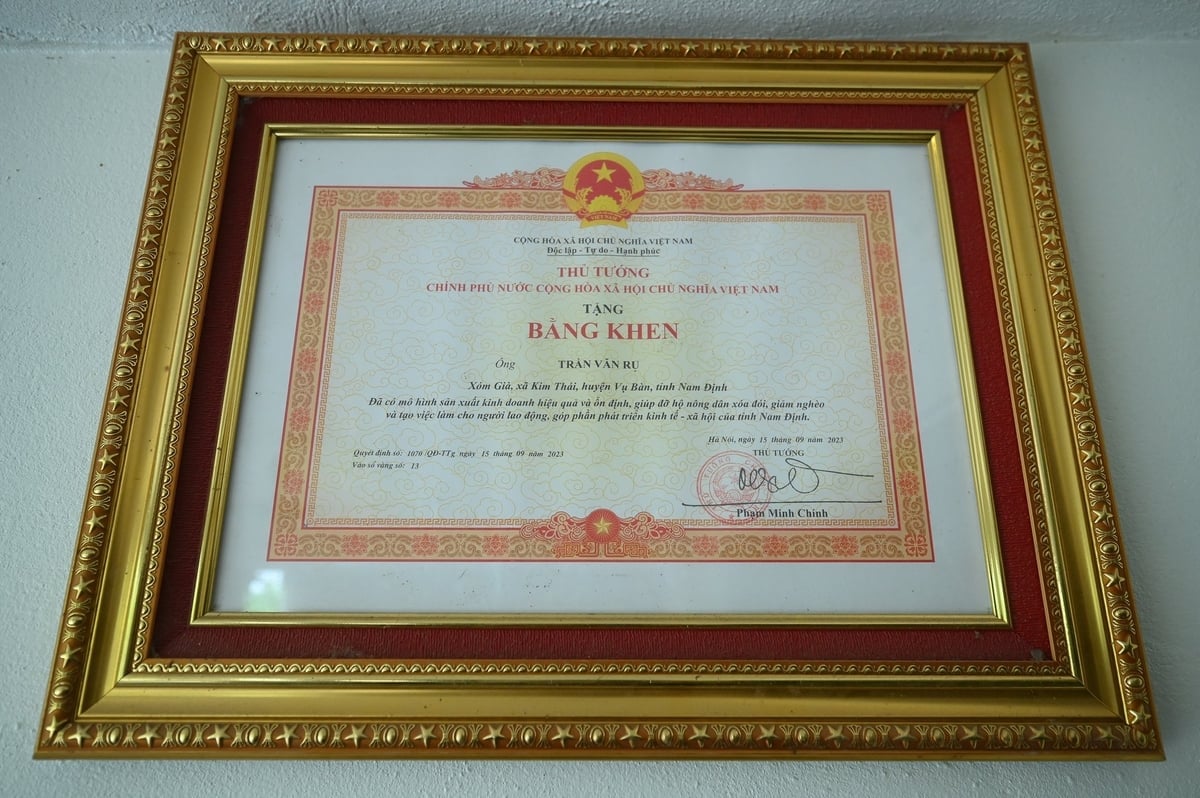 VIỆT NAM
CỘNG HÒA XÃ HỘI CHỦ NGHĨA VIỆT NAM
Độc lập - Tự do - Hạnh phúc
THỦ TƯỚNG
CHÍNH PHỦ NƯỚC CỘNG HÒA XÃ HỘI CHỦ NGHĨA VIỆT NAM
TẶNG
BẰNG KHEN
Ông TRẦN VĂN RỤ
Xóm Giả, xã Kim Thái, huyện Vụ Bản, tỉnh Nam Định
Đã có mô hình sản xuất kinh doanh hiệu quả và ổn định, giúp đỡ hộ nông dân xóa đói, giảm nghèo
và tạo việc làm cho người lao động, góp phần phát triển kinh tế - xã hội của tỉnh Nam Định.
Hà Nội, ngày 15 tháng 09 năm 2023
Quyết định số: 1070 /QĐ-TTg ngày 15 tháng 09 năm 2023
THỦ TƯỚNG
Vào sổ vàng số: 13
Phạm Minh Chính